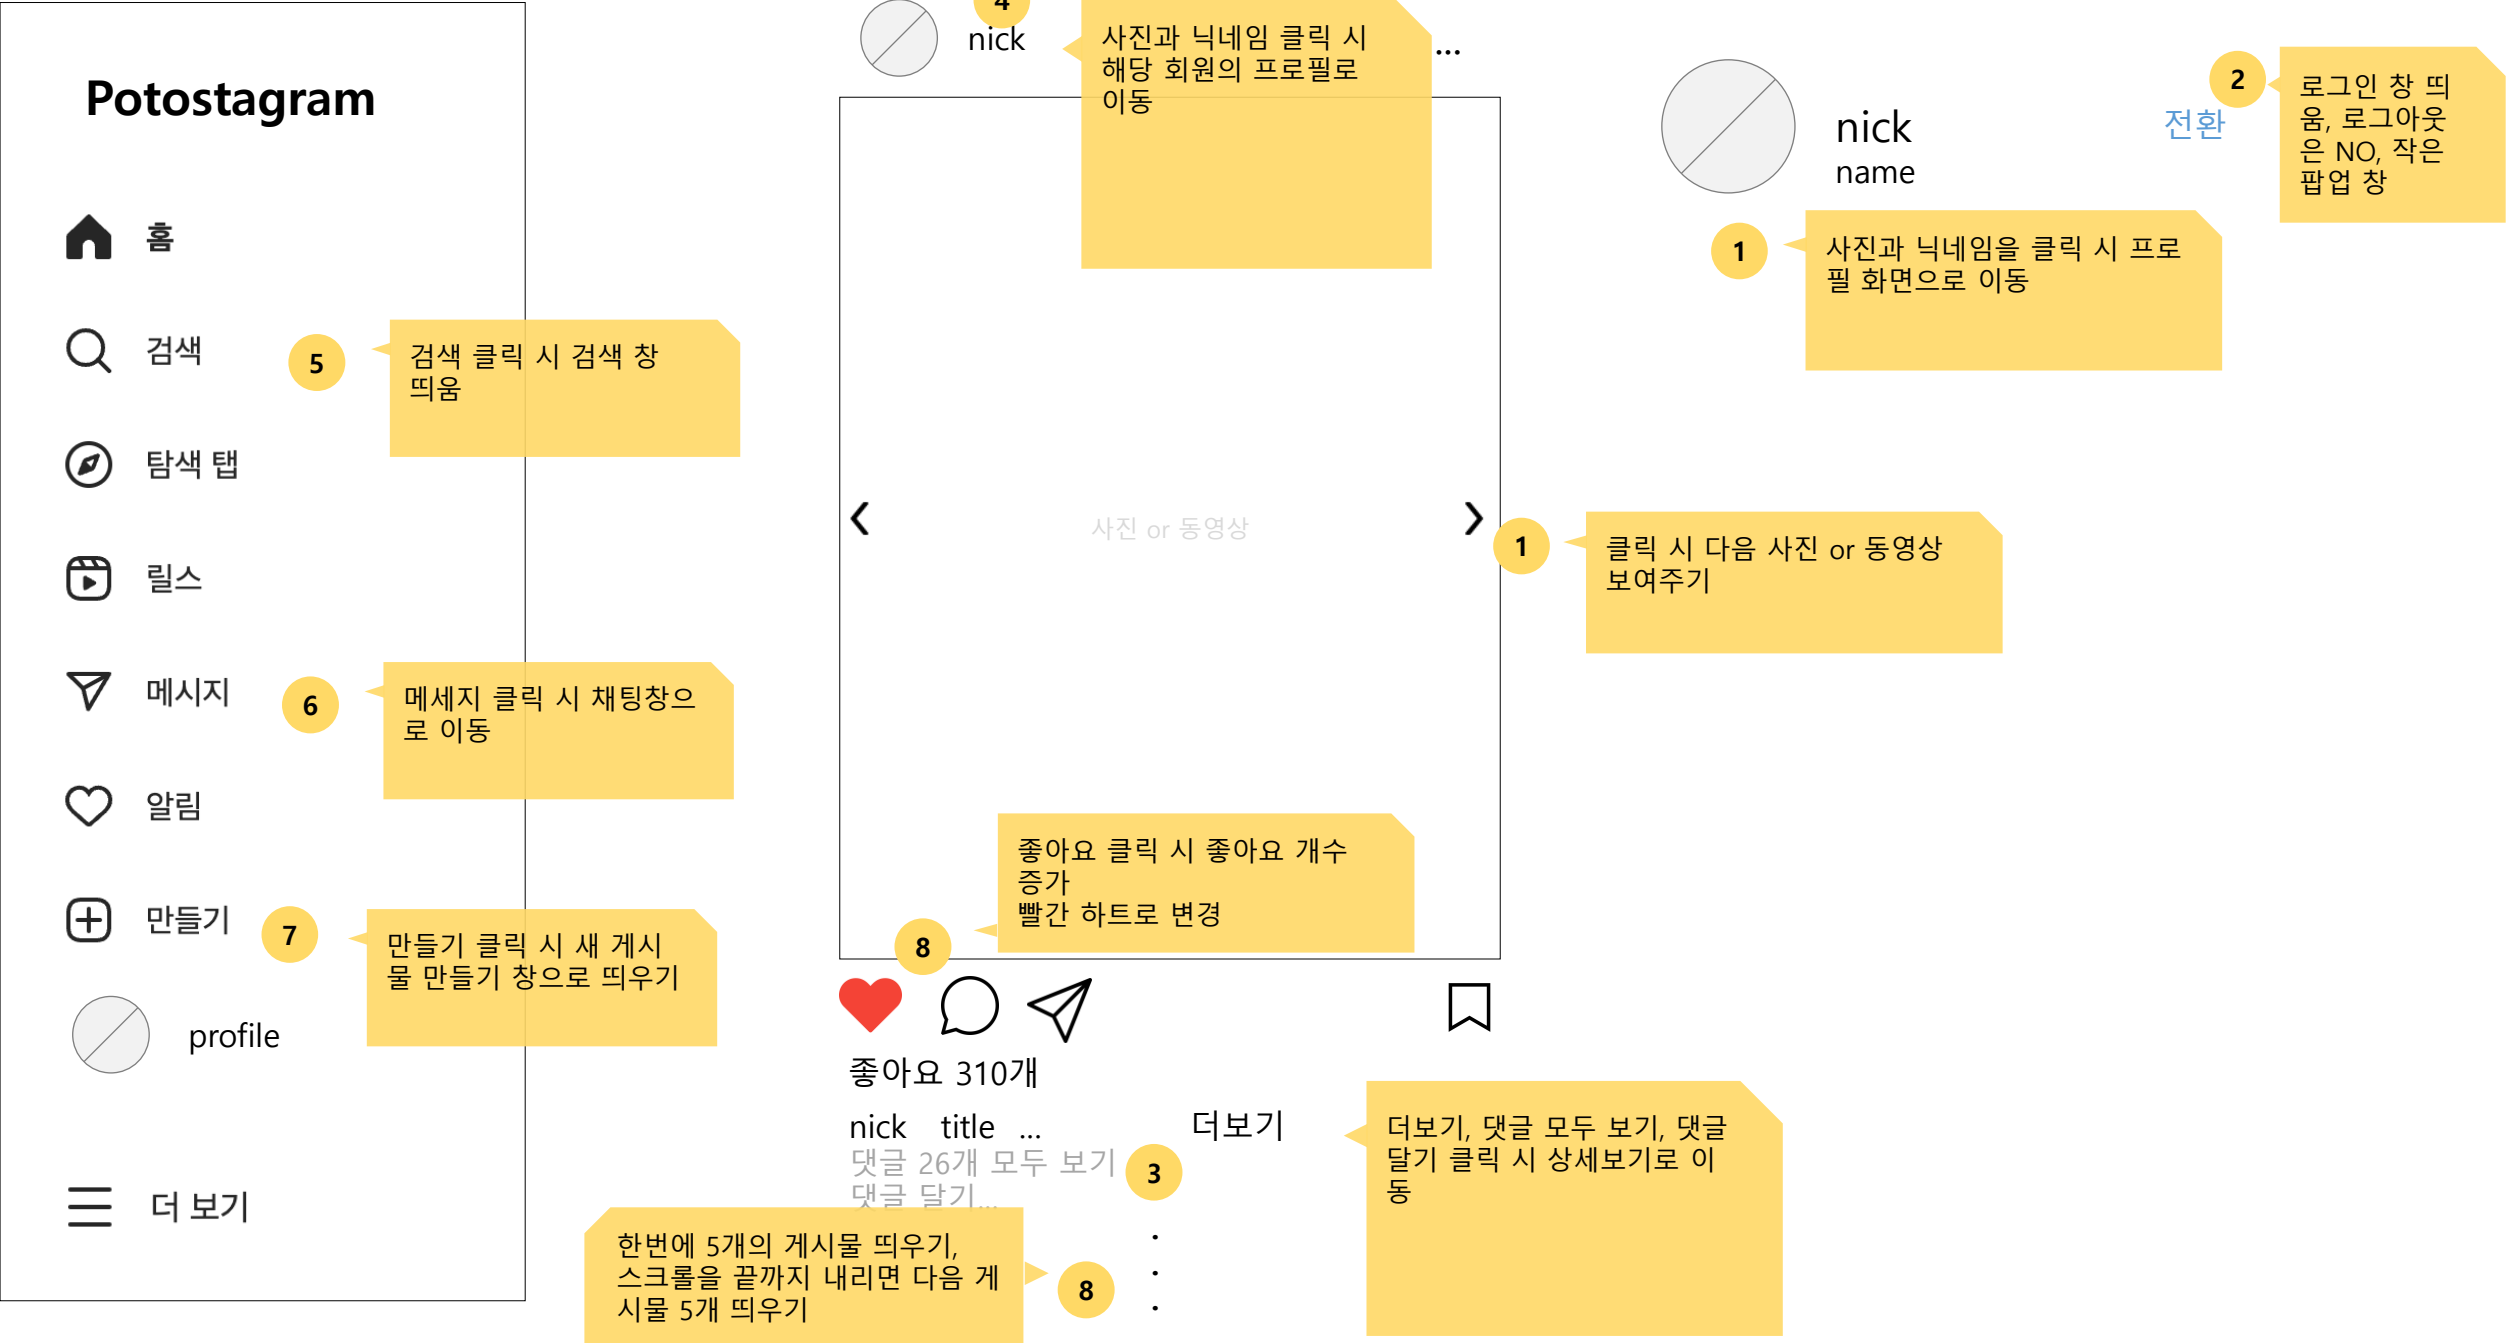 Potostagram
홈
검색
5
검색 클릭 시 검색 창
띄움
탐색 탭
릴스
메시지
6
메세지 클릭 시 채팅창으
로 이동
알림
만들기
7
만들기 클릭 시 새 게시
물 만들기 창으로 띄우기
profile
더 보기
4
nick
사진과 닉네임 클릭 시
해당 회원의 프로필로
이동
...
사진 or 동영상
1
클릭 시 다음 사진 or 동영상
보여주기
좋아요 클릭 시 좋아요 개수
증가
빨간 하트로 변경
8
좋아요 310개
nick title ... 더보기
댓글 26개 모두 보기
댓글 달기...
3
더보기, 댓글 모두 보기, 댓글
달기 클릭 시 상세보기로 이
동
한번에 5개의 게시물 띄우기,
스크롤을 끝까지 내리면 다음 게
시물 5개 띄우기
8
.
.
.
nick
name
전환
2
로그인 창 띄
움, 로그아웃
은 NO, 작은
팝업 창
1
사진과 닉네임을 클릭 시 프로
필 화면으로 이동